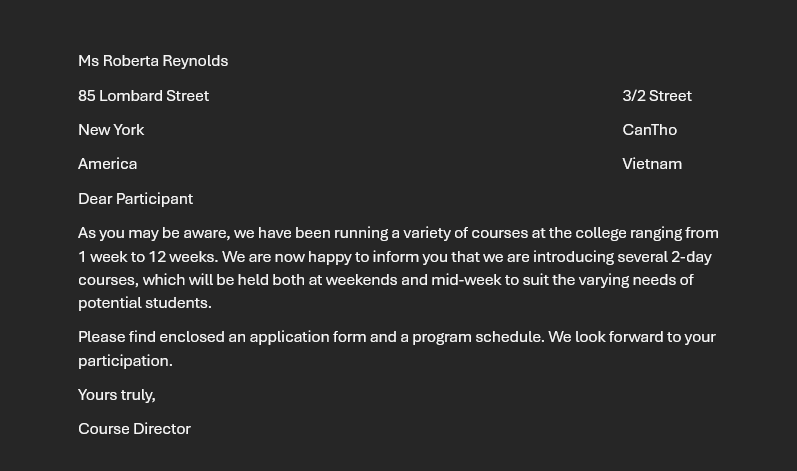 Ms Roberta Reynolds
85 Lombard Street 3/2 Street
New York CanTho
America Vietnam
Dear Participant
As you may be aware, we have been running a variety of courses at the college ranging from
1 week to 12 weeks. We are now happy to inform you that we are introducing several 2-day
courses, which will be held both at weekends and mid-week to suit the varying needs of
potential students.
Please find enclosed an application form and a program schedule. We look forward to your
participation.
Yours truly,
Course Director